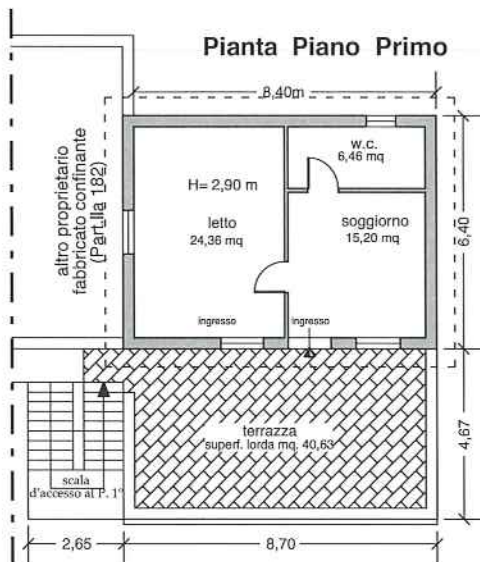 Pianta Piano Primo
8,40m
altro proprietario
fabbricato confinante
(Part.lla 182)
w.c.
6,46 mq
H= 2,90 m
letto
24,36 mq
soggiorno
15,20 mq
6,40
ingresso
ingresso
terrazza
superf. lorda mq. 40,63
4,67
scala
d'accesso al P. 1°
2,65
8,70